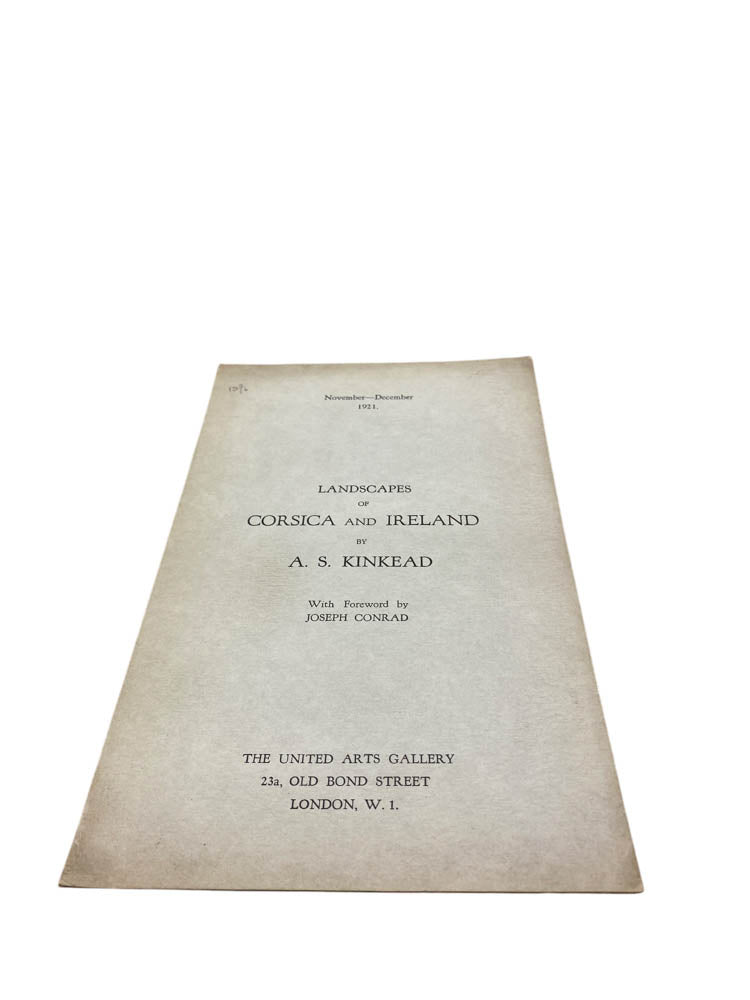 November—December
1921.
LANDSCAPES
OF
CORSICA AND IRELAND
BY
A. S. KINKEAD
With Foreword by
JOSEPH CONRAD
THE UNITED ARTS GALLERY
23a, OLD BOND STREET
LONDON, W. 1.